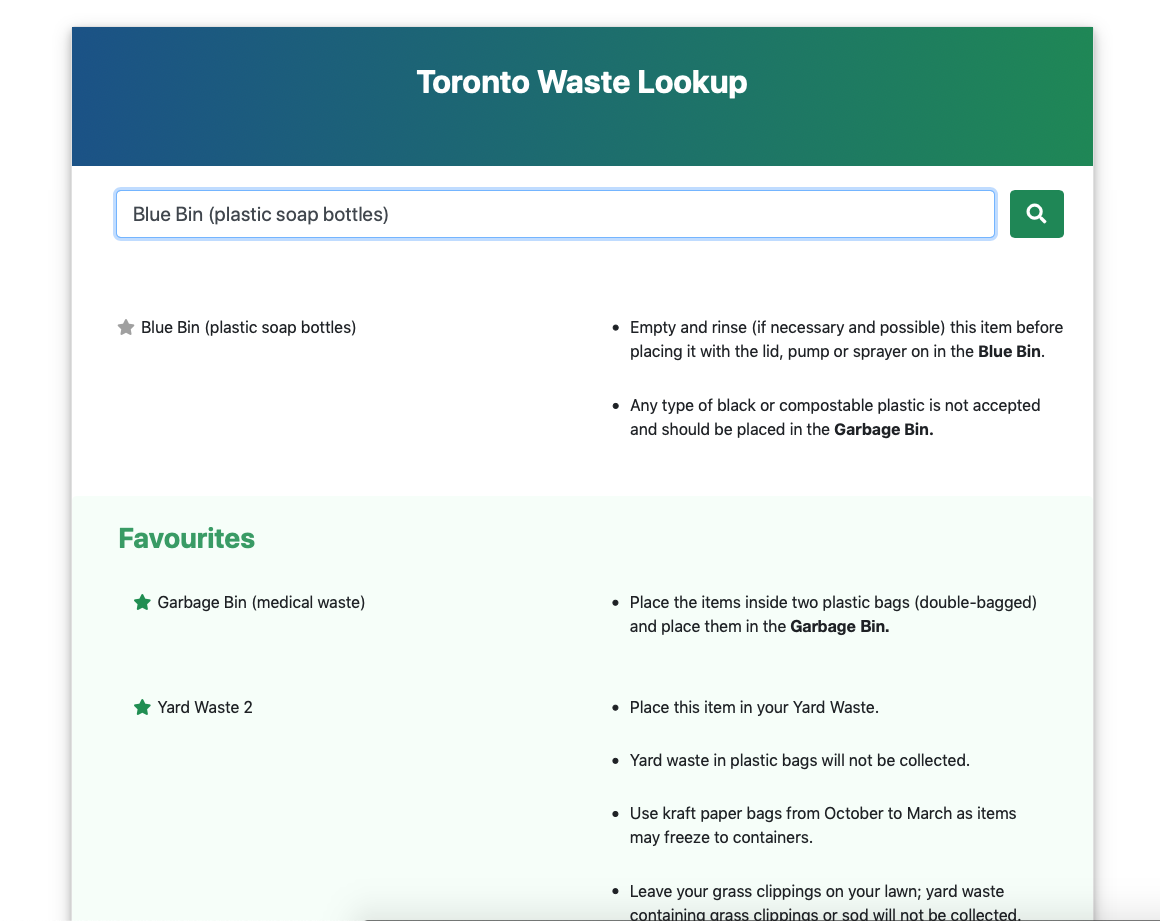 Toronto Waste Lookup
Blue Bin (plastic soap bottles)
Blue Bin (plastic soap bottles)
• Empty and rinse (if necessary and possible) this item before
placing it with the lid, pump or sprayer on in the Blue Bin.
• Any type of black or compostable plastic is not accepted
and should be placed in the Garbage Bin.
Favourites
Garbage Bin (medical waste)
• Place the items inside two plastic bags (double-bagged)
and place them in the Garbage Bin.
Yard Waste 2
• Place this item in your Yard Waste.
• Yard waste in plastic bags will not be collected.
• Use kraft paper bags from October to March as items
may freeze to containers.
• Leave your grass clippings on your lawn; yard waste
containing grass clippings or sod will not be collected.